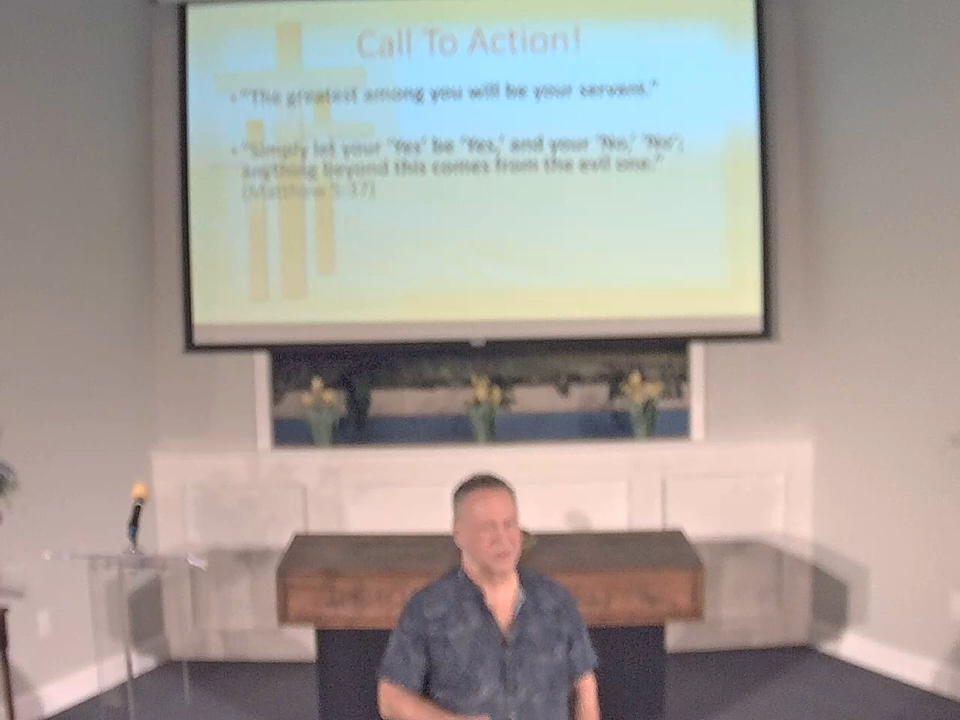 Call To Action!
• "The greatest among you will be your servant."
• "Simply let your 'Yes' be 'Yes,' and your 'No,' 'No';
anything beyond this comes from the evil one."
(Matthew 5:37)